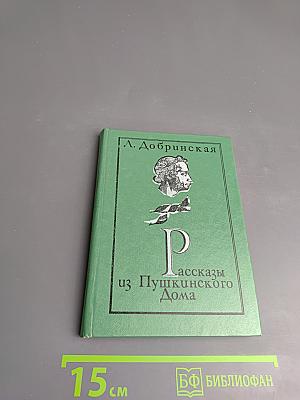 Л. Добринская
Рассказы
из Пушкинского
Дома
15 см
БФ БИБЛИОФАН